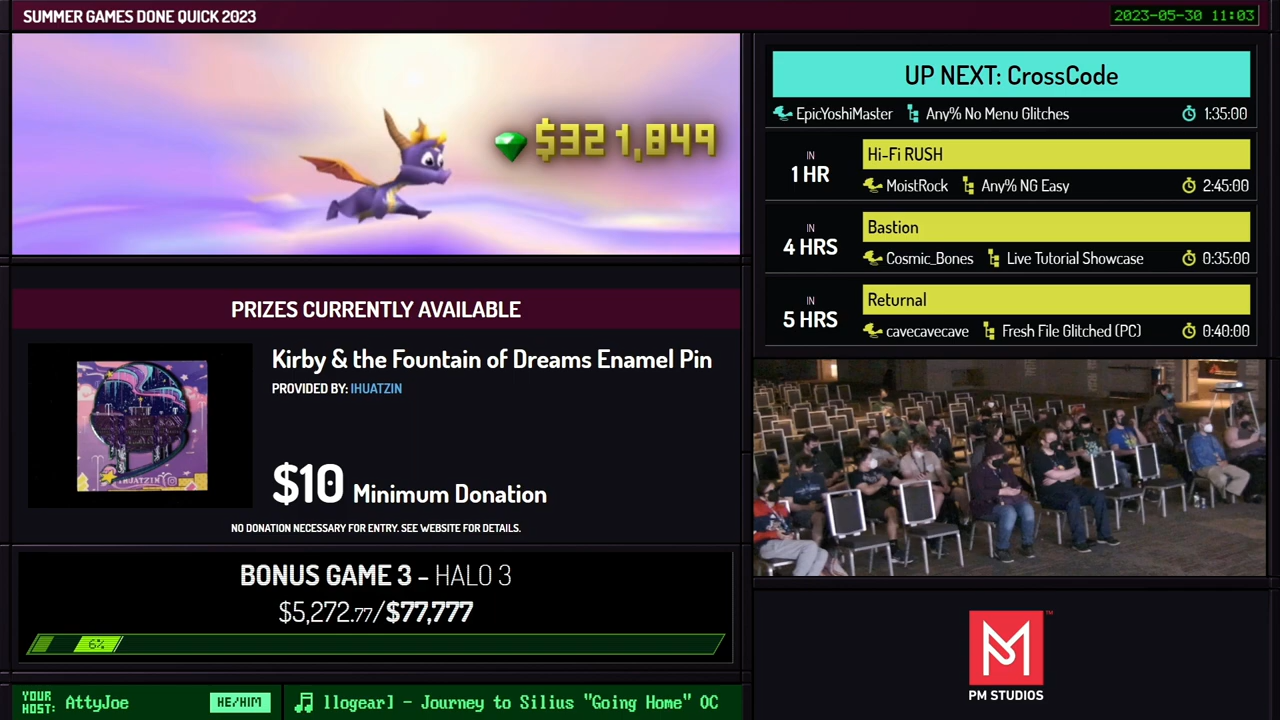 SUMMER GAMES DONE QUICK 2023
2023-05-30 11:03
$321,849
UP NEXT: CrossCode
EpicYoshiMaster Any% No Menu Glitches 1:35:00
IN
1 HR
Hi-Fi RUSH
MoistRock Any% NG Easy 2:45:00
IN
4 HRS
Bastion
Cosmic_Bones Live Tutorial Showcase 0:35:00
IN
5 HRS
Returnal
cavecavecave Fresh File Glitched (PC) 0:40:00
PRIZES CURRENTLY AVAILABLE
Kirby & the Fountain of Dreams Enamel Pin
PROVIDED BY: IHUATZIN
IHUATZIN
$10 Minimum Donation
NO DONATION NECESSARY FOR ENTRY. SEE WEBSITE FOR DETAILS.
BONUS GAME 3 - HALO 3
$5,272.77/$77,777
6%
PM STUDIOS
TM
YOUR
HOST: AttyJoe HE/HIM
llogear] - Journey to Silius "Going Home" OC